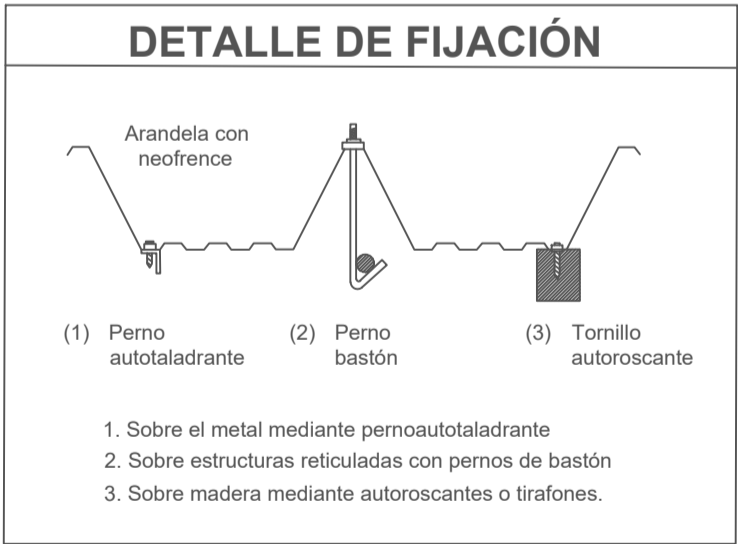 DETALLE DE FIJACIÓN
Arandela con
neofrence
(1) Perno
autotaladrante
(2) Perno
bastón
(3) Tornillo
autoroscante
1. Sobre el metal mediante pernoautotaladrante
2. Sobre estructuras reticuladas con pernos de bastón
3. Sobre madera mediante autoroscantes o tirafones.